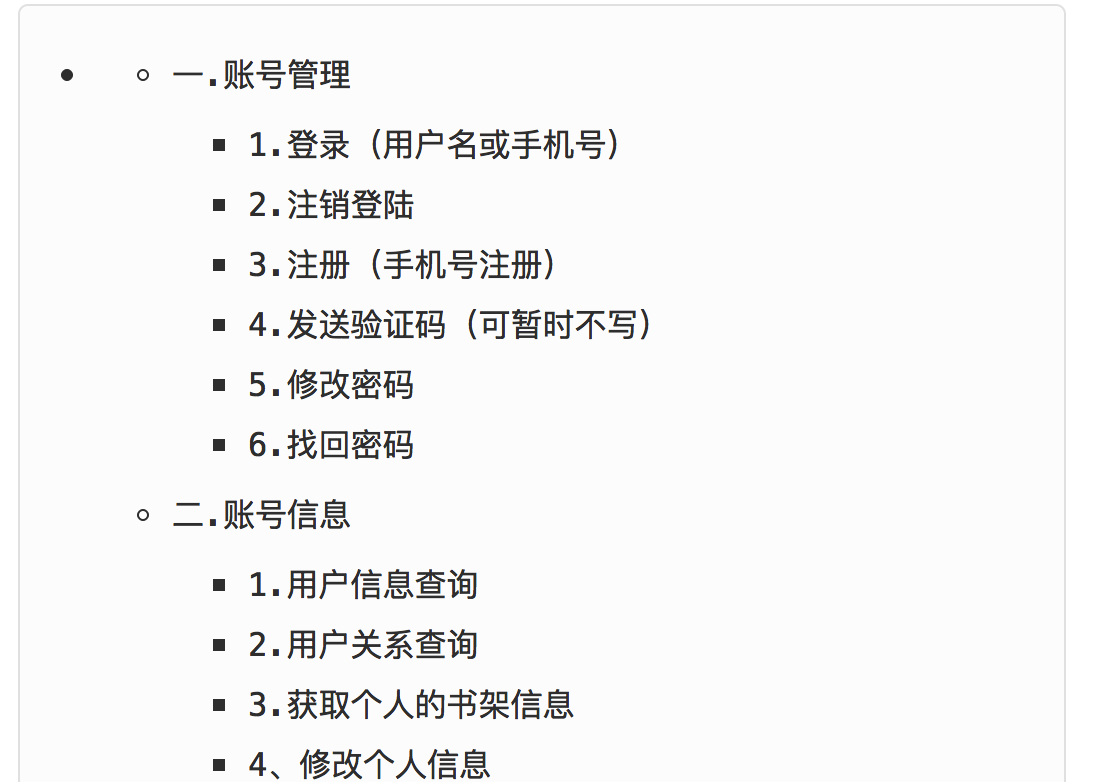 一.账号管理
1.登录（用户名或手机号）
2.注销登陆
3.注册（手机号注册）
4.发送验证码（可暂时不写）
5.修改密码
6.找回密码
二.账号信息
1.用户信息查询
2.用户关系查询
3.获取个人的书架信息
4、修改个人信息